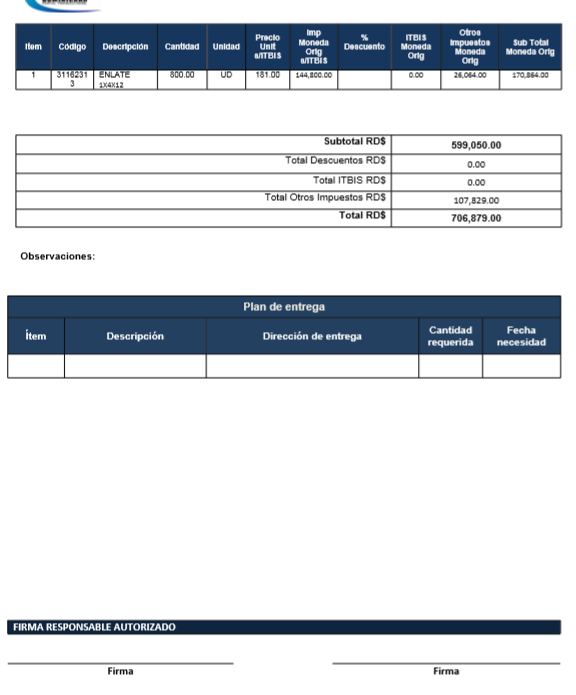 Item Código Descripción Cantidad Unidad Precio Unit s/ITBIS Imp Moneda Orig s/ITBIS % Descuento ITBIS Moneda Orig Otros Impuestos Moneda Orig Sub Total Moneda Orig
1 31162313 ENLATE 1X4X12 800.00 UD 181.00 144,800.00 0.00 26,064.00 170,864.00
Subtotal RD$ 599,050.00
Total Descuentos RD$ 0.00
Total ITBIS RD$ 0.00
Total Otros Impuestos RD$ 107,829.00
Total RD$ 706,879.00
Observaciones:
Plan de entrega
Ítem Descripción Dirección de entrega Cantidad requerida Fecha necesidad
FIRMA RESPONSABLE AUTORIZADO
Firma Firma